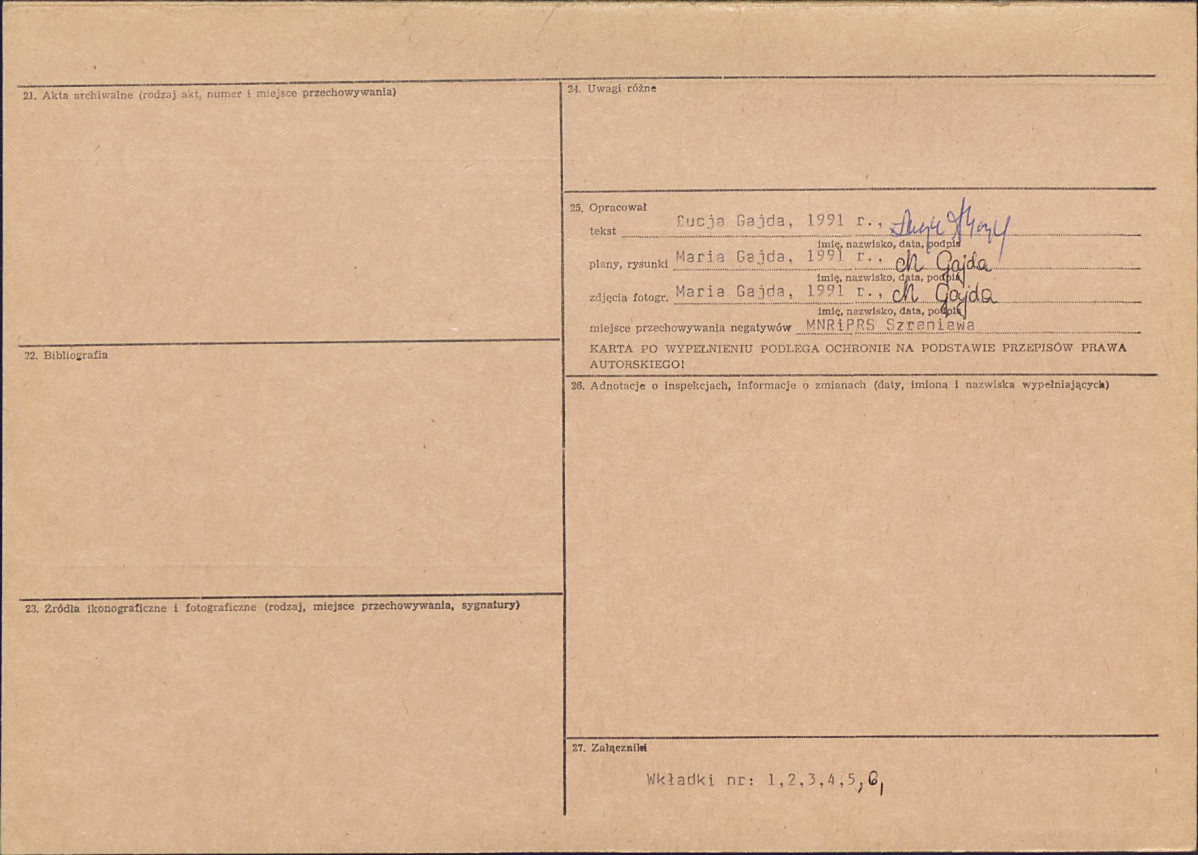 21. Akta archiwalne (rodzaj akt, numer i miejsce przechowywania)
22. Bibliografia
23. Źródła ikonograficzne i fotograficzne (rodzaj, miejsce przechowywania, sygnatury)
24. Uwagi różne
25. Opracował
tekst Łucja Gajda, 1991 r.,
imię, nazwisko, data, podpis
plany, rysunki Maria Gajda, 1991 r., M Gajda
imię, nazwisko, data, podpis
zdjęcia fotogr. Maria Gajda, 1991 r., M Gajda
imię, nazwisko, data, podpis
miejsce przechowywania negatywów MNRiPRS Szreniawa
KARTA PO WYPEŁNIENIU PODLEGA OCHRONIE NA PODSTAWIE PRZEPISÓW PRAWA
AUTORSKIEGO!
26. Adnotacje o inspekcjach, informacje o zmianach (daty, imiona i nazwiska wypełniających)
27. Załączniki
Wkładki nr: 1,2,3,4,5,6,